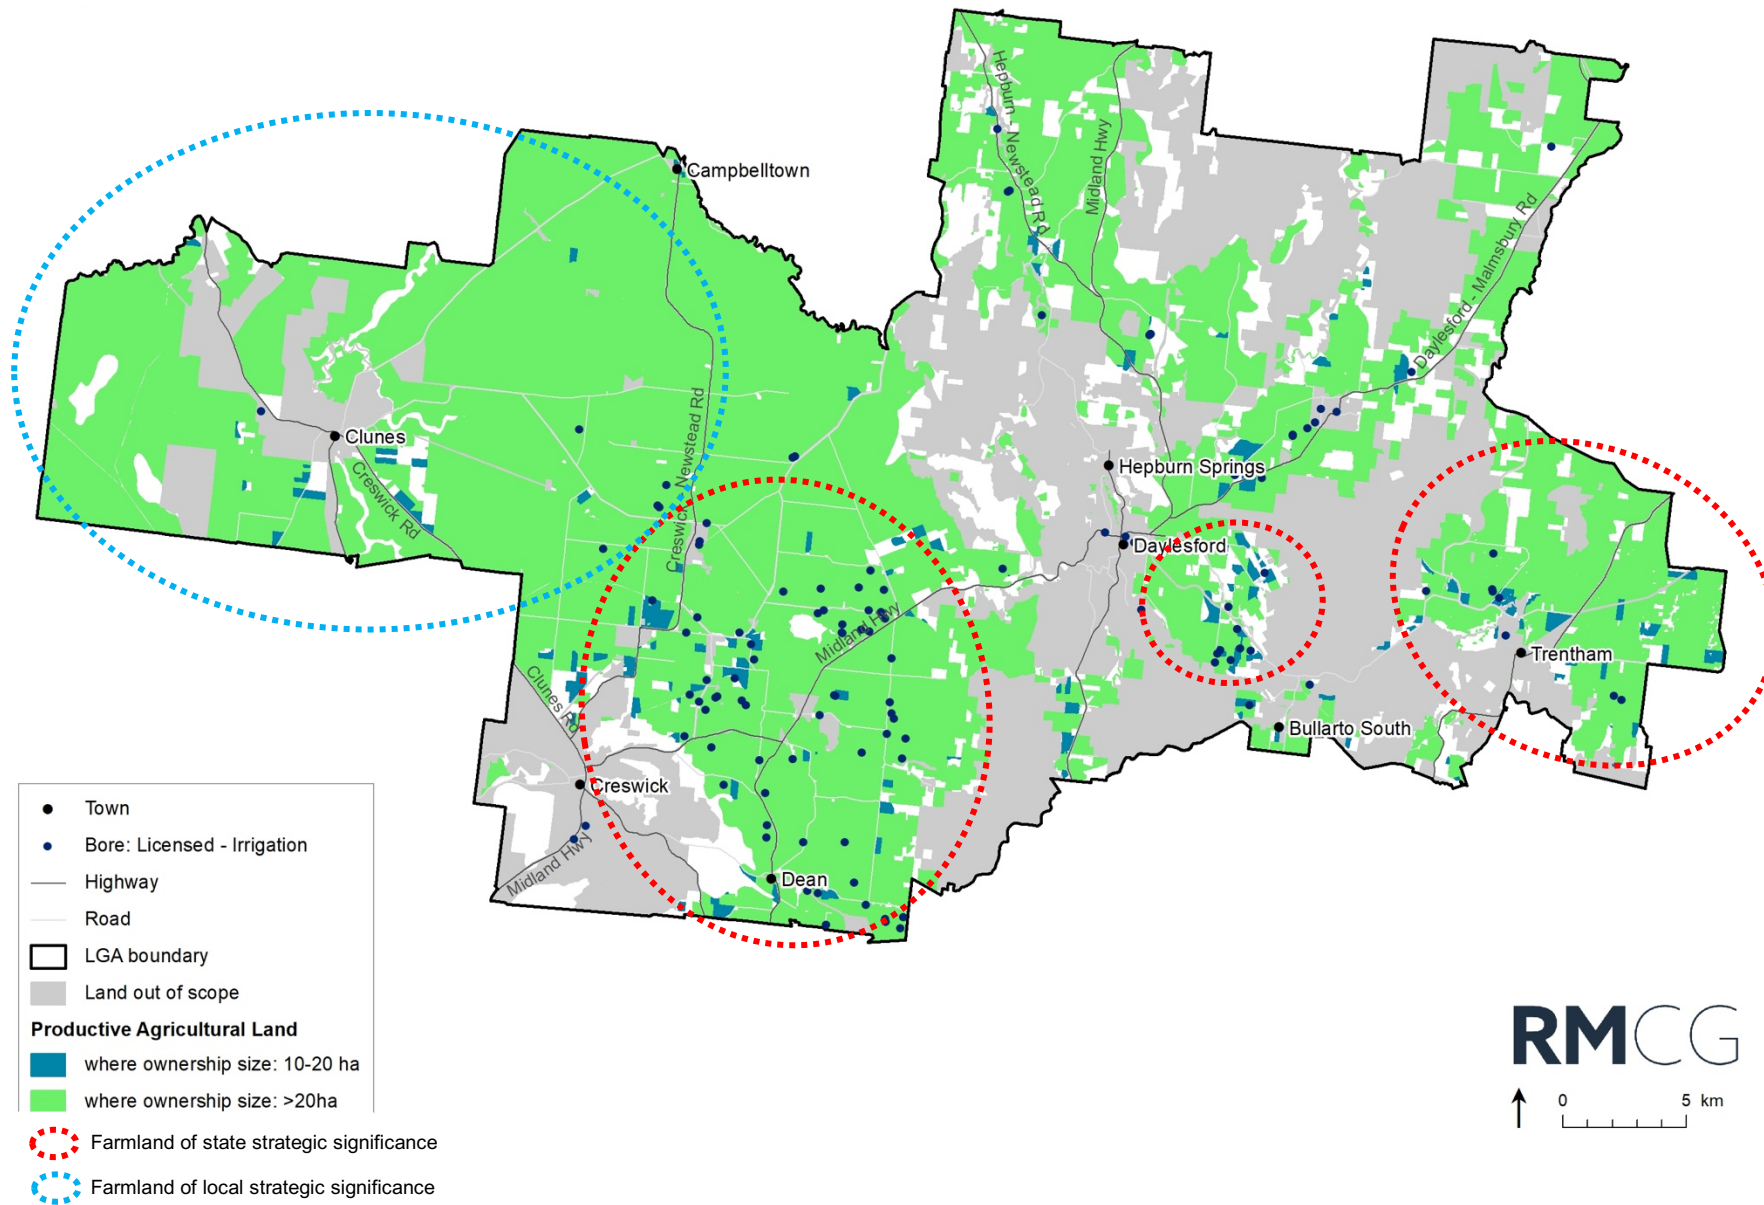 Campbelltown
Hepburn - Newstead Rd
Midland Hwy
Daylesford - Malmsbury Rd
Clunes
Creswick Rd
Creswick - Newstead Rd
Hepburn Springs
Daylesford
Midland Hwy
Trentham
Clunes Rd
Bullarto South
Creswick
Midland Hwy
Dean
Town
Bore: Licensed - Irrigation
Highway
Road
LGA boundary
Land out of scope
Productive Agricultural Land
where ownership size: 10-20 ha
where ownership size: >20ha
Farmland of state strategic significance
Farmland of local strategic significance
RMCG
0 5 km